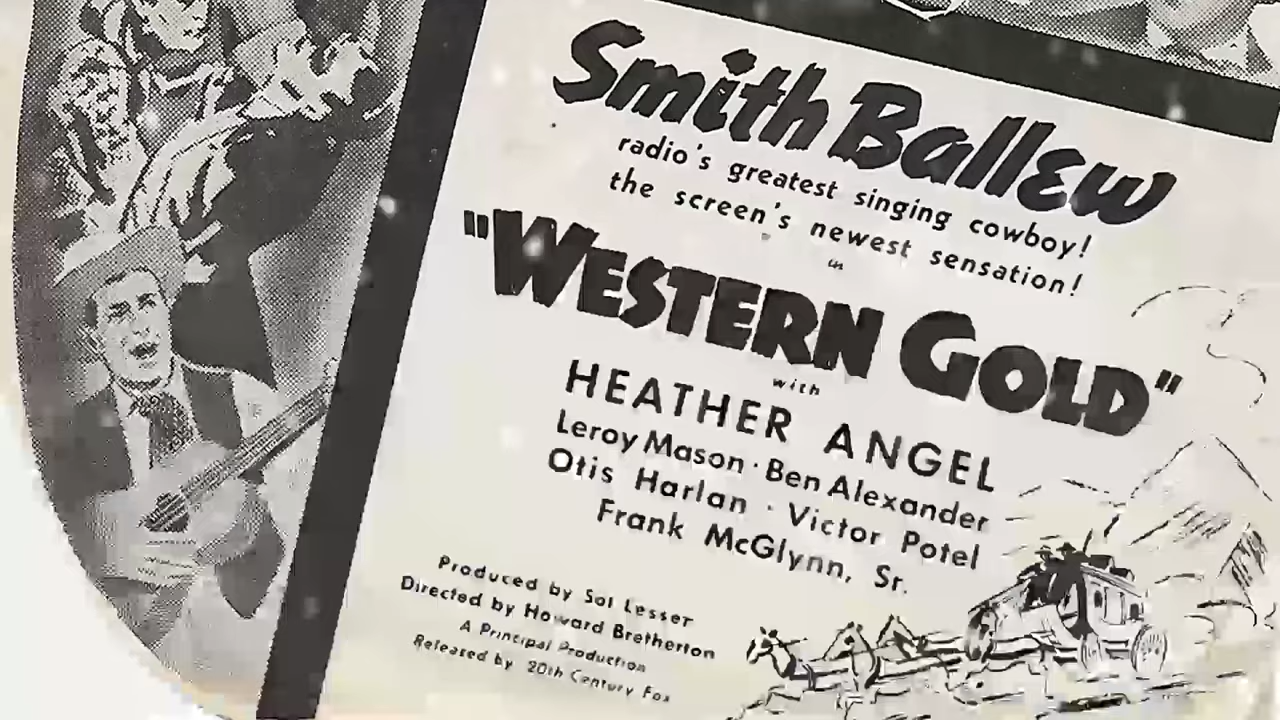 Smith Ballew
radio's greatest singing cowboy!
the screen's newest sensation!
in
"WESTERN GOLD"
with
HEATHER ANGEL
Leroy Mason · Ben Alexander
Otis Harlan · Victor Potel
Frank McGlynn, Sr.
Produced by Sol Lesser
Directed by Howard Bretherton
A Principal Production
Released by 20th Century Fox